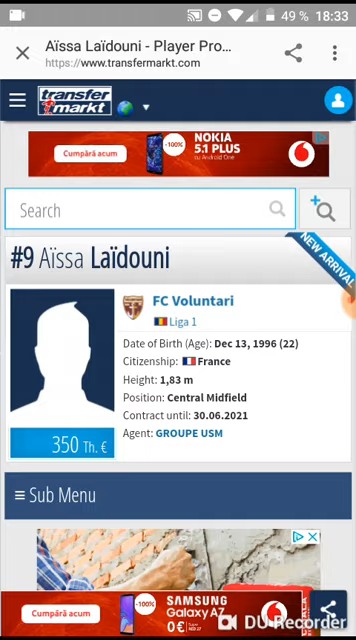 49 % 18:33
Aïssa Laïdouni - Player Pro...
https://www.transfermarkt.com
transfer
markt
Cumpără acum
-100%
NOKIA
5.1 PLUS
cu Android One
Search
#9 Aïssa Laïdouni
NEW ARRIVAL
FC Voluntari
Liga 1
Date of Birth (Age): Dec 13, 1996 (22)
Citizenship: France
Height: 1,83 m
Position: Central Midfield
Contract until: 30.06.2021
Agent: GROUPE USM
350 Th. €
≡ Sub Menu
Cumpără acum
-100%
SAMSUNG
Galaxy A7
0€
DU Recorder